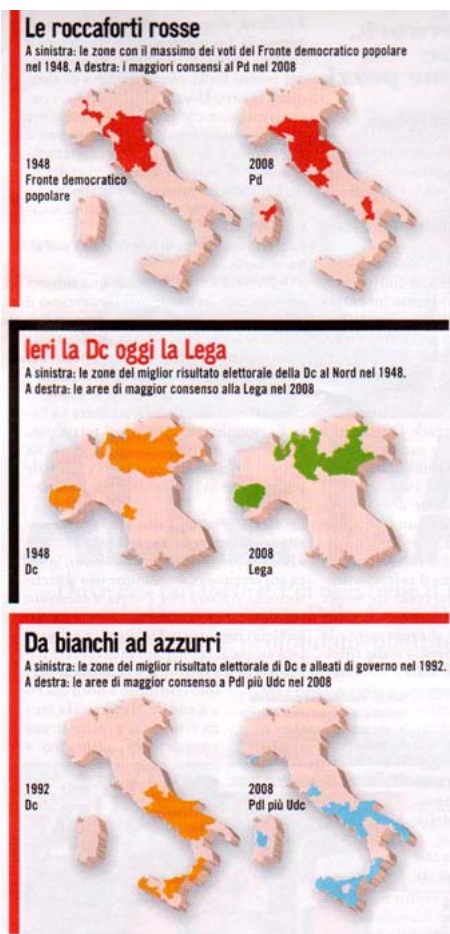 Le roccaforti rosse
A sinistra: le zone con il massimo dei voti del Fronte democratico popolare
nel 1948. A destra: i maggiori consensi al Pd nel 2008
1948
Fronte democratico
popolare
2008
Pd
Ieri la Dc oggi la Lega
A sinistra: le zone del miglior risultato elettorale della Dc al Nord nel 1948.
A destra: le aree di maggior consenso alla Lega nel 2008
1948
Dc
2008
Lega
Da bianchi ad azzurri
A sinistra: le zone del miglior risultato elettorale di Dc e alleati di governo nel 1992.
A destra: le aree di maggior consenso a Pdl più Udc nel 2008
1992
Dc
2008
Pdl più Udc